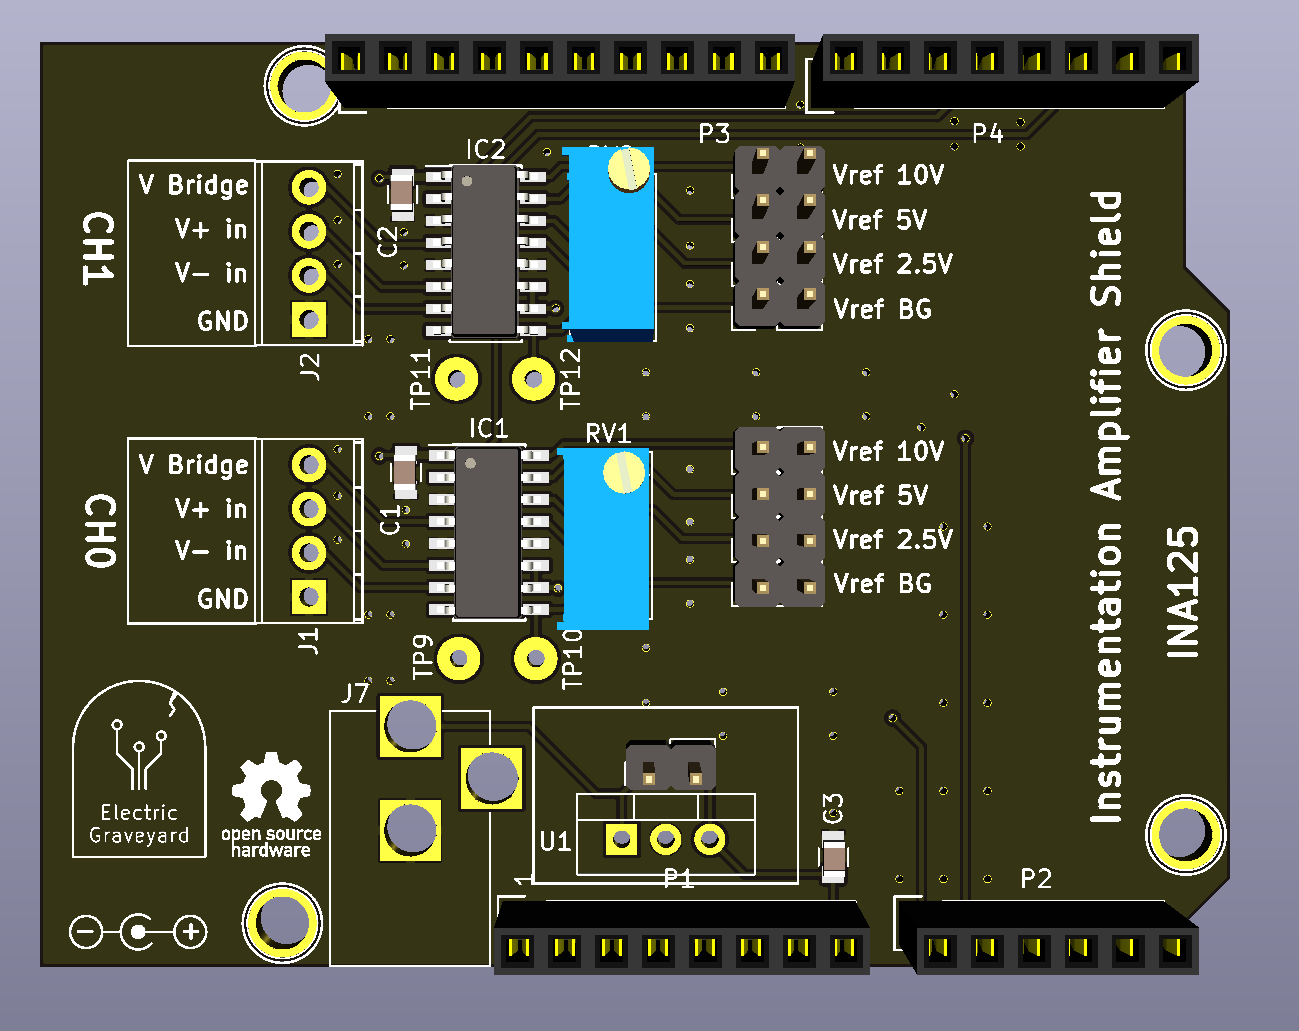 P3
P4
IC2
V Bridge
V+ in
V- in
GND
CH1
J2
C2
Vref 10V
Vref 5V
Vref 2.5V
Vref BG
TP11
TP12
IC1
RV1
V Bridge
V+ in
V- in
GND
CH0
J1
C1
Vref 10V
Vref 5V
Vref 2.5V
Vref BG
TP9
TP10
Instrumentation Amplifier Shield
INA125
J7
Electric
Graveyard
open source
hardware
U1
C3
1
P1
P2